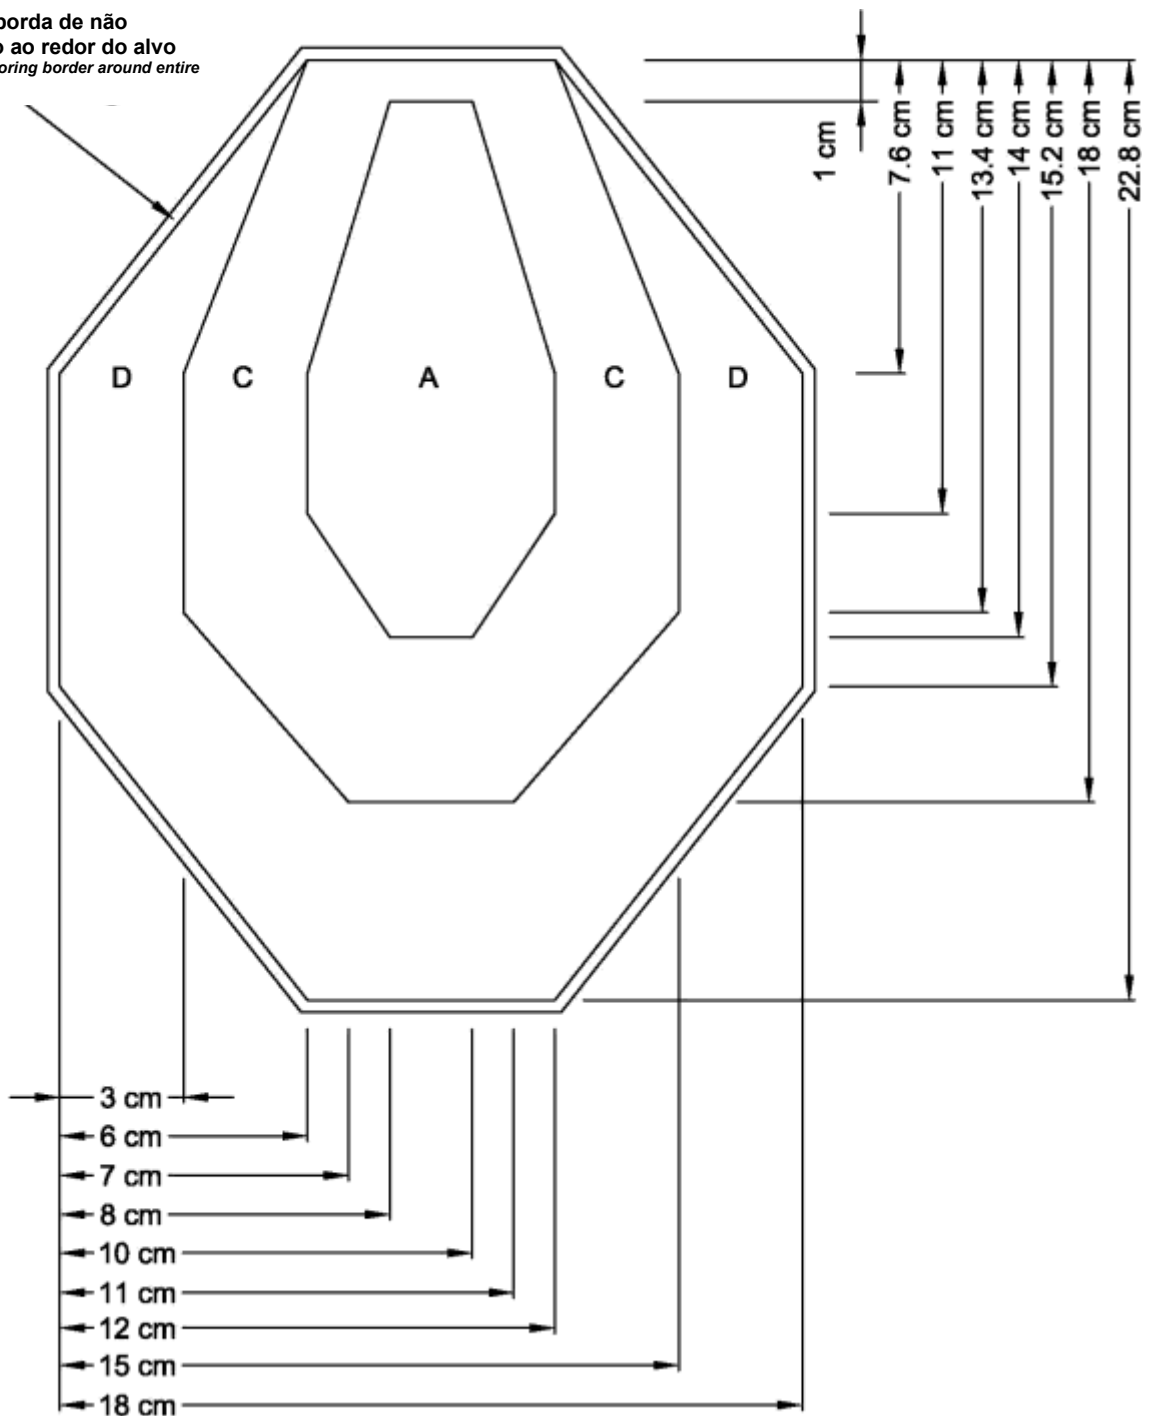 borda de não
ao redor do alvo
border around entire
1 cm
7.6 cm
11 cm
13.4 cm
14 cm
15.2 cm
18 cm
22.8 cm
D C A C D
3 cm
6 cm
7 cm
8 cm
10 cm
11 cm
12 cm
15 cm
18 cm